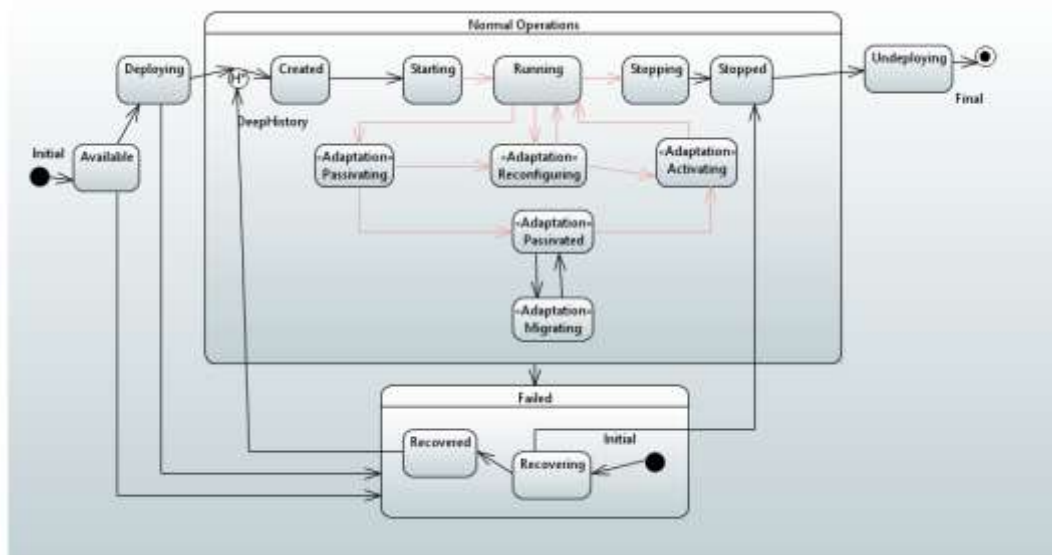 Normal Operations
Deploying
H*
Created
Starting
Running
Stopping
Stopped
Undeploying
Final
DeepHistory
Initial
Available
«Adaptation»
Passivating
«Adaptation»
Reconfiguring
«Adaptation»
Activating
«Adaptation»
Passivated
«Adaptation»
Migrating
Failed
Recovered
Recovering
Initial